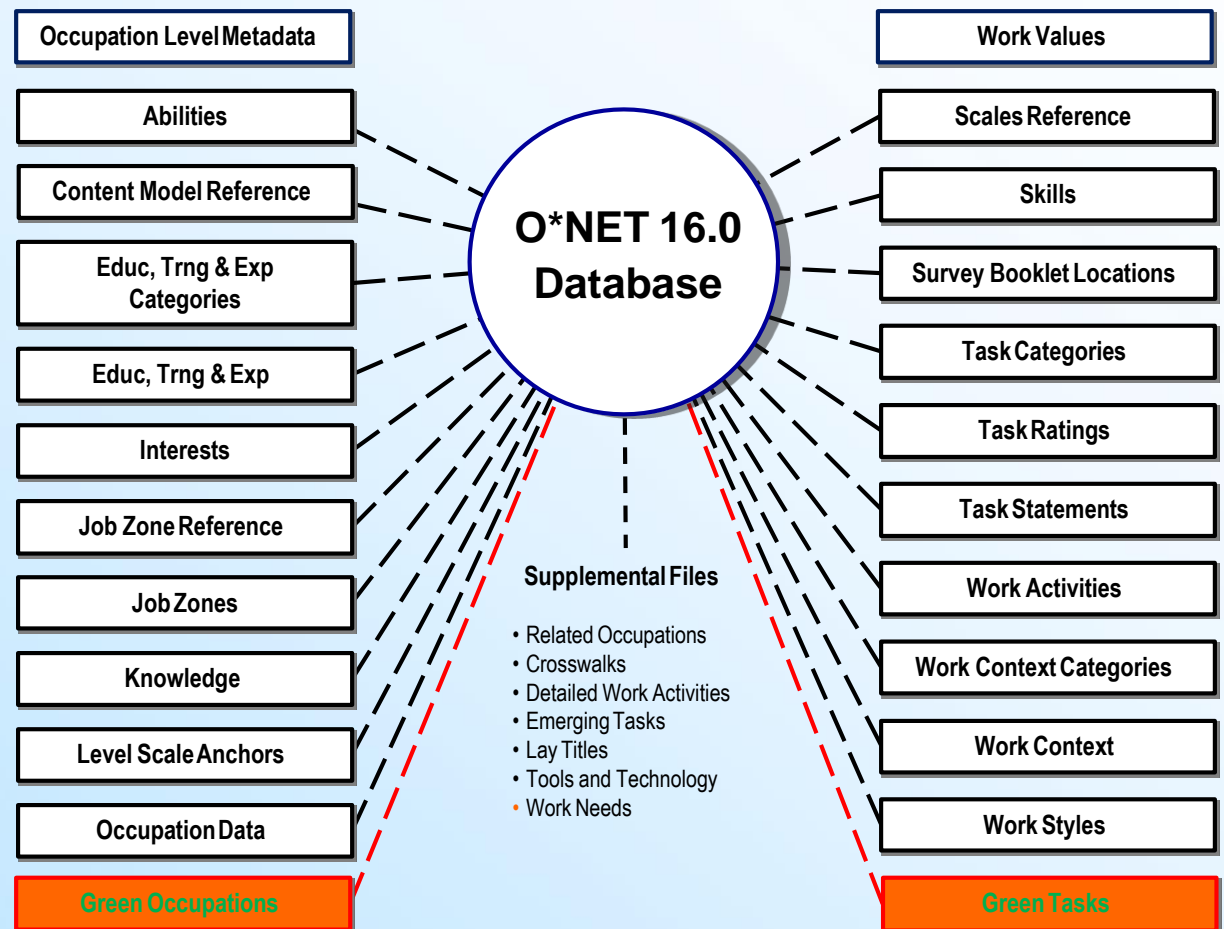 Occupation Level Metadata
Abilities
Content Model Reference
Educ, Trng & Exp
Categories
Educ, Trng & Exp
Interests
Job Zone Reference
Job Zones
Knowledge
Level Scale Anchors
Occupation Data
Green Occupations
O*NET 16.0
Database
Supplemental Files
• Related Occupations
• Crosswalks
• Detailed Work Activities
• Emerging Tasks
• Lay Titles
• Tools and Technology
• Work Needs
Work Values
Scales Reference
Skills
Survey Booklet Locations
Task Categories
Task Ratings
Task Statements
Work Activities
Work Context Categories
Work Context
Work Styles
Green Tasks